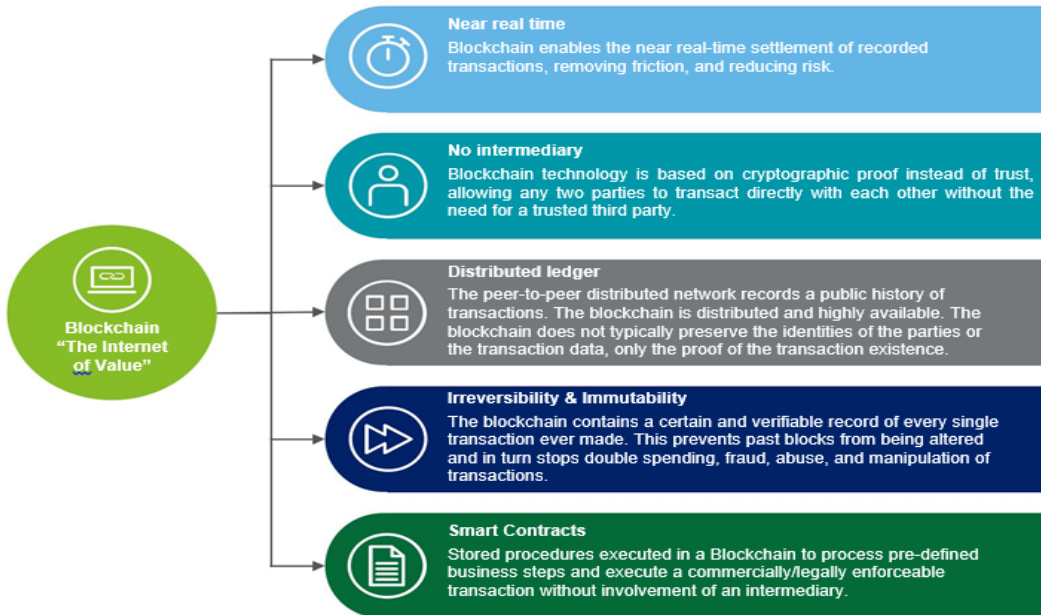 Near real time
Blockchain enables the near real-time settlement of recorded
transactions, removing friction, and reducing risk.
No intermediary
Blockchain technology is based on cryptographic proof instead of trust,
allowing any two parties to transact directly with each other without the
need for a trusted third party.
Blockchain
“The Internet
of Value”
Distributed ledger
The peer-to-peer distributed network records a public history of
transactions. The blockchain is distributed and highly available. The
blockchain does not typically preserve the identities of the parties or
the transaction data, only the proof of the transaction existence.
Irreversibility & Immutability
The blockchain contains a certain and verifiable record of every single
transaction ever made. This prevents past blocks from being altered
and in turn stops double spending, fraud, abuse, and manipulation of
transactions.
Smart Contracts
Stored procedures executed in a Blockchain to process pre-defined
business steps and execute a commercially/legally enforceable
transaction without involvement of an intermediary.